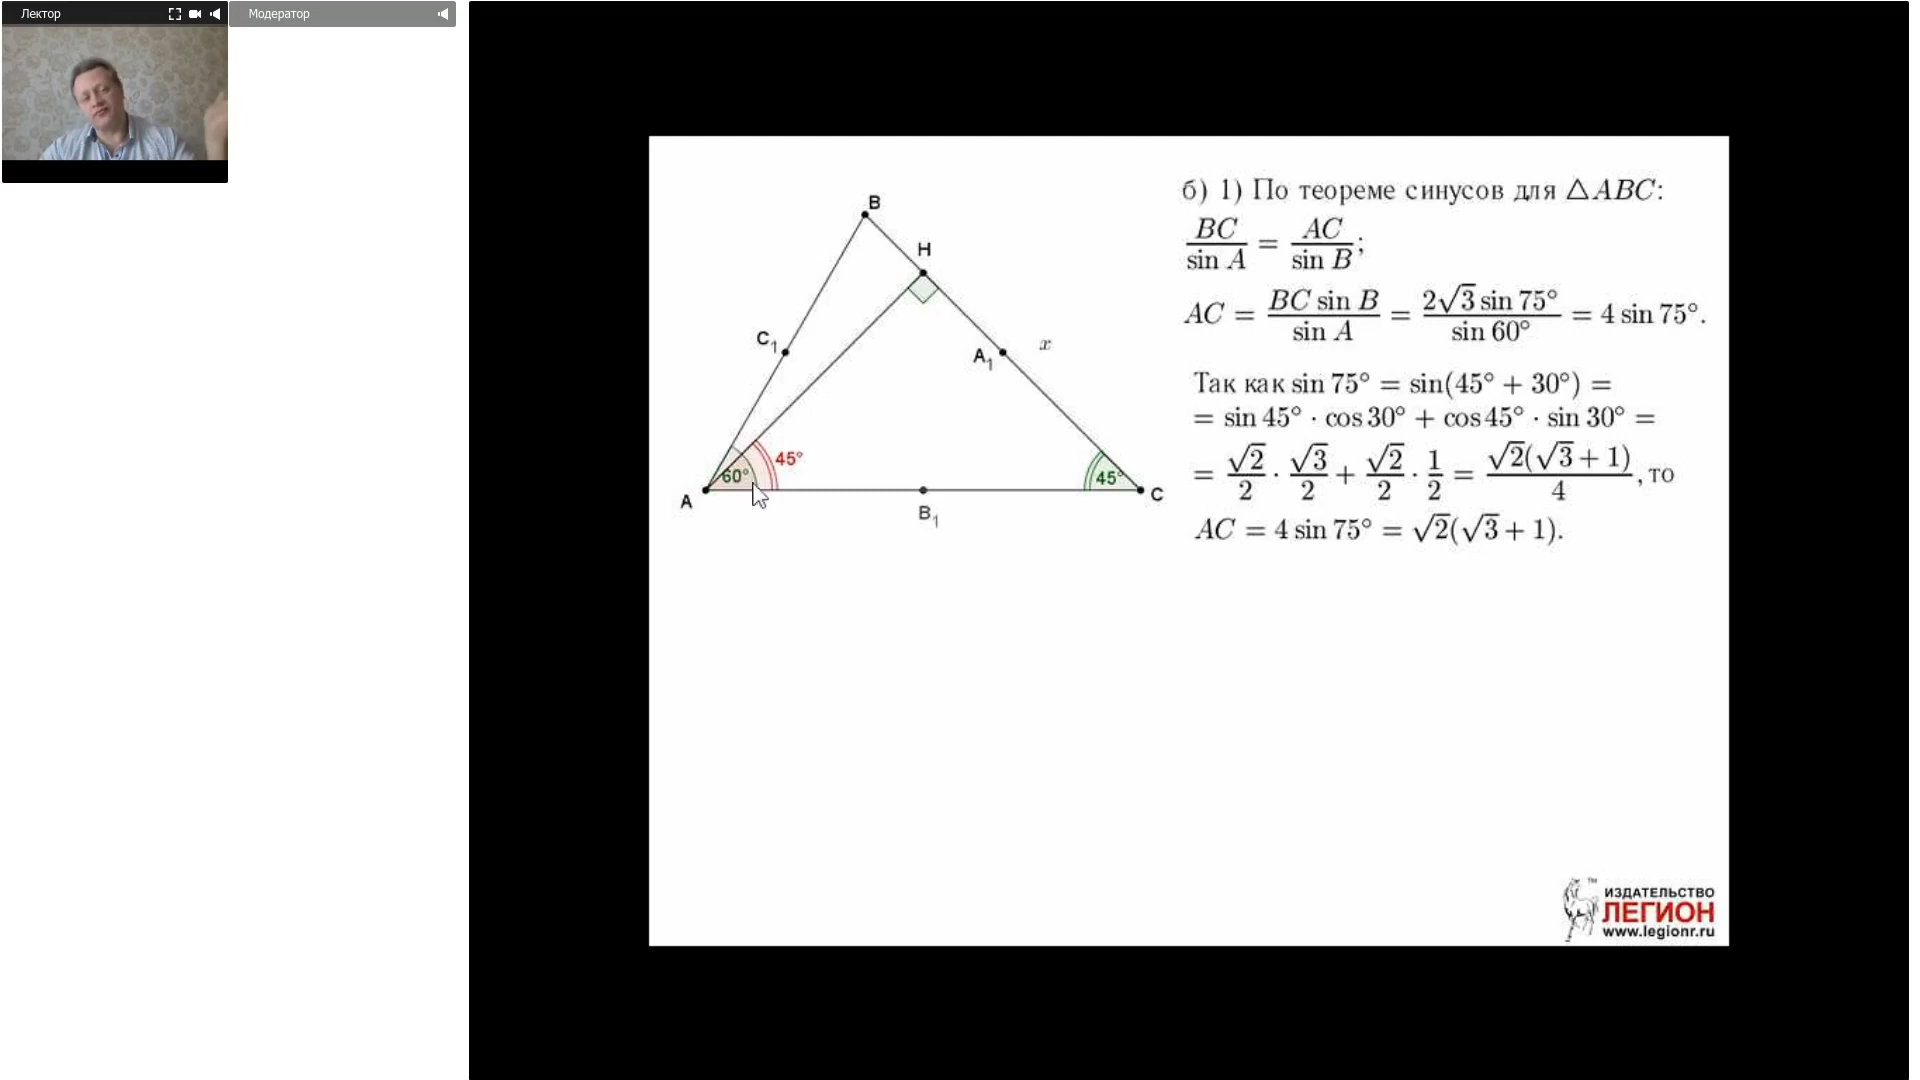 Лектор
Модератор
B
H
C₁
A₁
x
45°
60°
45°
A
C
B₁
б) 1) По теореме синусов для △ABC:
BC/sin A = AC/sin B;
AC = BC sin B/sin A = 2√3 sin 75°/sin 60° = 4 sin 75°.
Так как sin 75° = sin(45° + 30°) =
= sin 45° · cos 30° + cos 45° · sin 30° =
= √2/2 · √3/2 + √2/2 · 1/2 = √2(√3 + 1)/4, то
AC = 4 sin 75° = √2(√3 + 1).
TM
ИЗДАТЕЛЬСТВО
ЛЕГИОН
www.legionr.ru